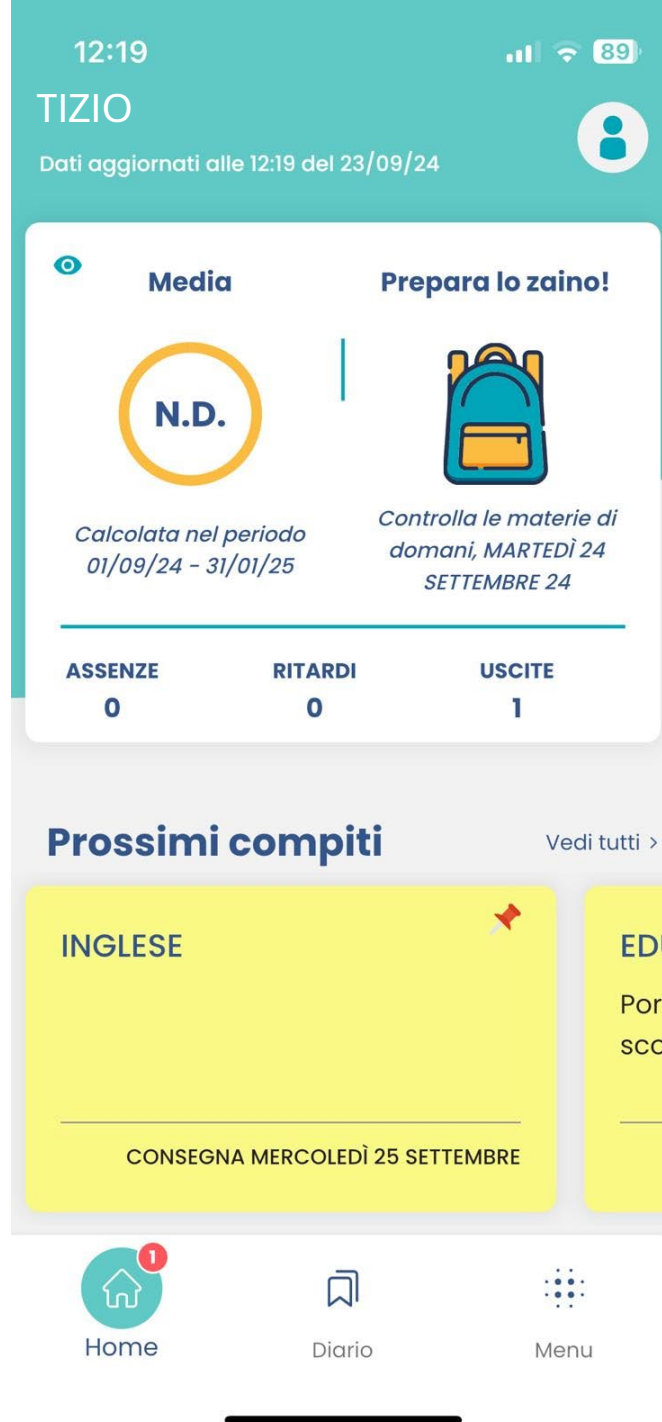 12:19
89
TIZIO
Dati aggiornati alle 12:19 del 23/09/24
Media
Prepara lo zaino!
N.D.
Calcolata nel periodo
01/09/24 - 31/01/25
Controlla le materie di
domani, MARTEDÌ 24
SETTEMBRE 24
ASSENZE
0
RITARDI
0
USCITE
1
Prossimi compiti
Vedi tutti >
INGLESE
CONSEGNA MERCOLEDÌ 25 SETTEMBRE
1
Home
Diario
Menu